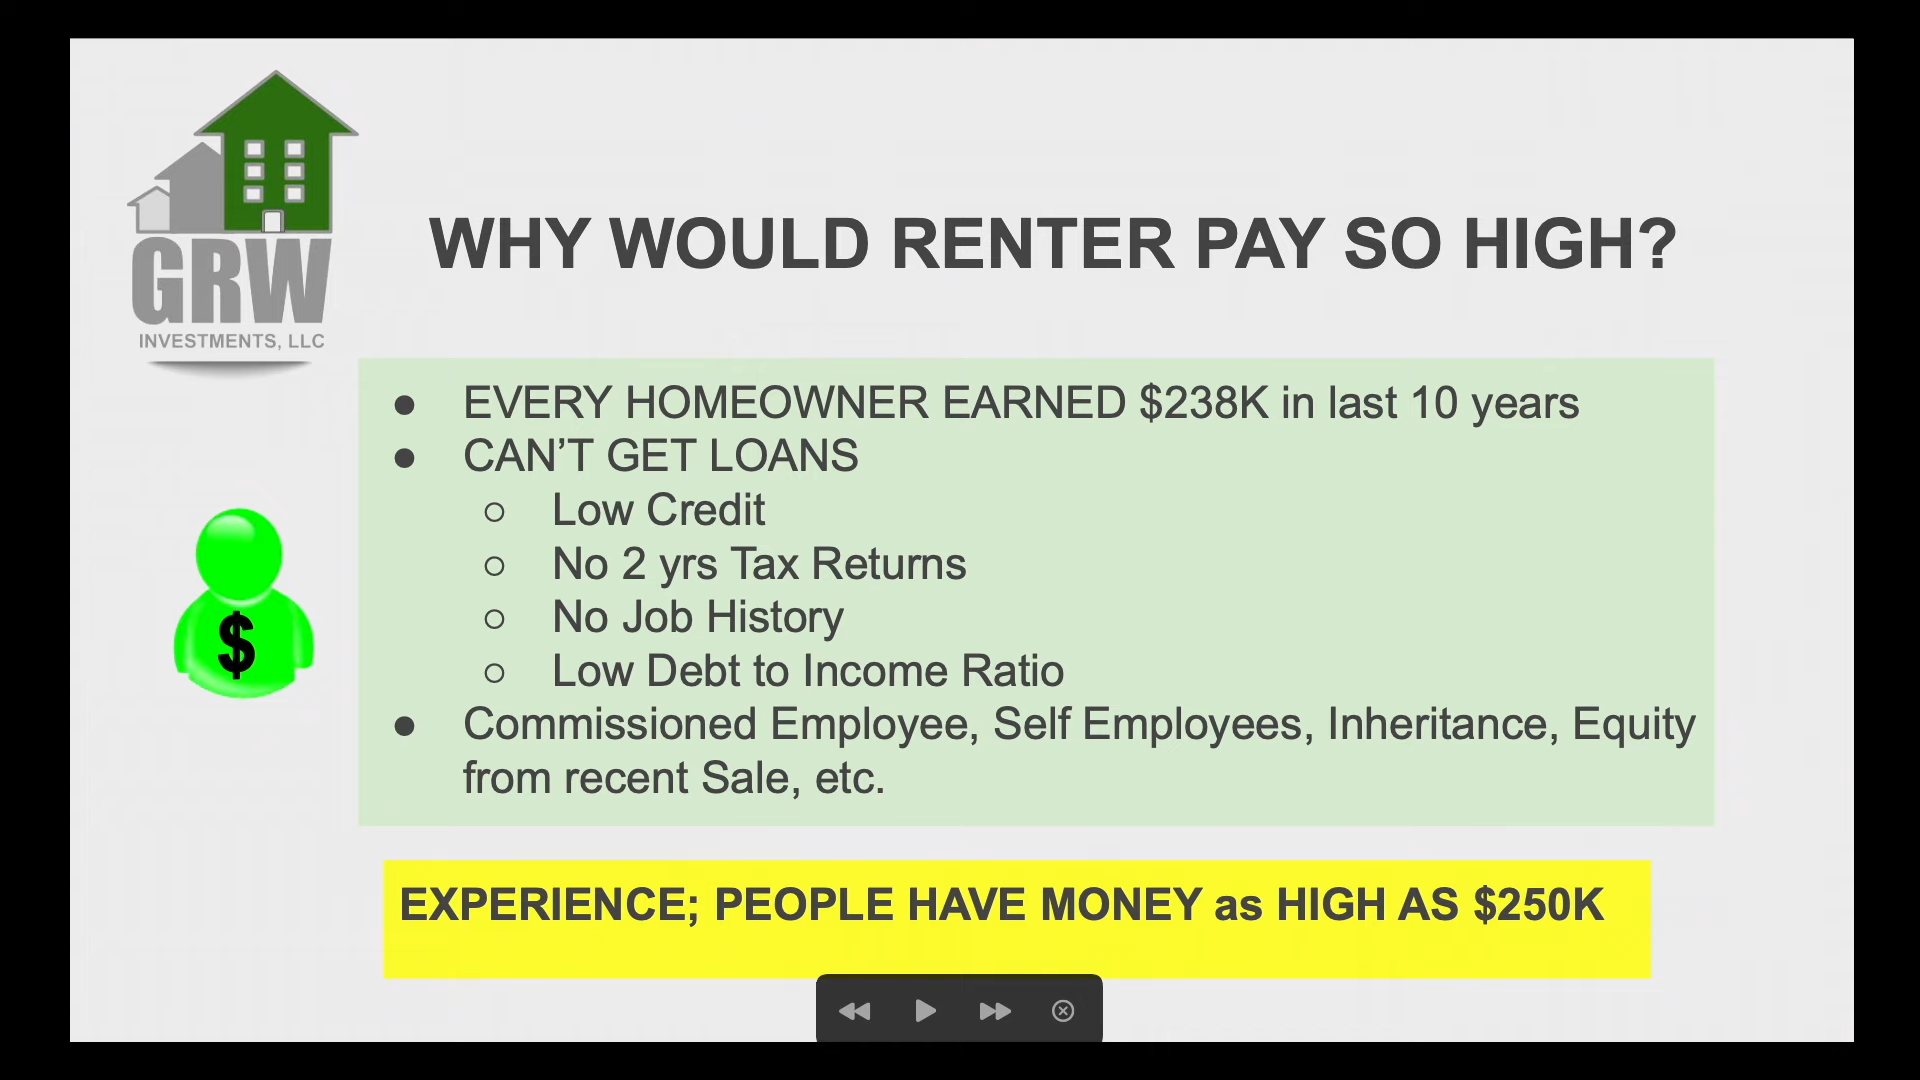 GRW
INVESTMENTS, LLC
WHY WOULD RENTER PAY SO HIGH?
● EVERY HOMEOWNER EARNED $238K in last 10 years
● CAN’T GET LOANS
○ Low Credit
○ No 2 yrs Tax Returns
○ No Job History
○ Low Debt to Income Ratio
● Commissioned Employee, Self Employees, Inheritance, Equity
from recent Sale, etc.
$
EXPERIENCE; PEOPLE HAVE MONEY as HIGH AS $250K